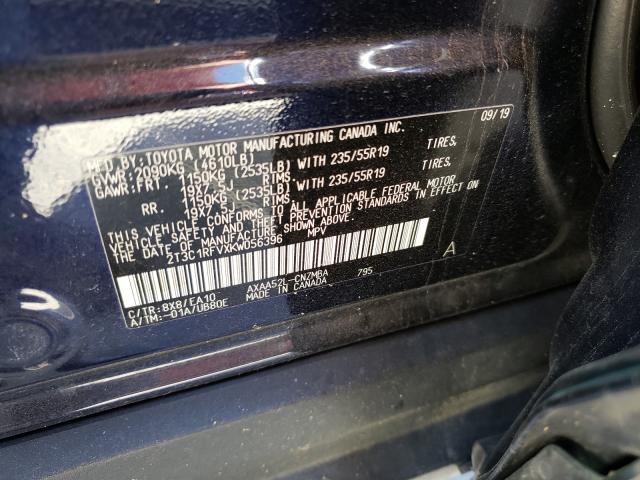 MFD.BY:TOYOTA MOTOR MANUFACTURING CANADA INC. 09/19
GVWR:2090KG (4610LB)
GAWR:FRT. 1150KG (2535LB) WITH 235/55R19 TIRES,
19X7.5J RIMS,
RR. 1150KG (2535LB) WITH 235/55R19 TIRES,
19X7.5J RIMS,
THIS VEHICLE CONFORMS TO ALL APPLICABLE FEDERAL MOTOR
VEHICLE SAFETY AND THEFT PREVENTION STANDARDS IN EFFECT ON
THE DATE OF MANUFACTURE SHOWN ABOVE.
2T3C1RFVXKW056396 MPV
A
C/TR:8X8/EA10 AXAA52L-CNZMBA 795
A/TM:-01A/UB80E MADE IN CANADA